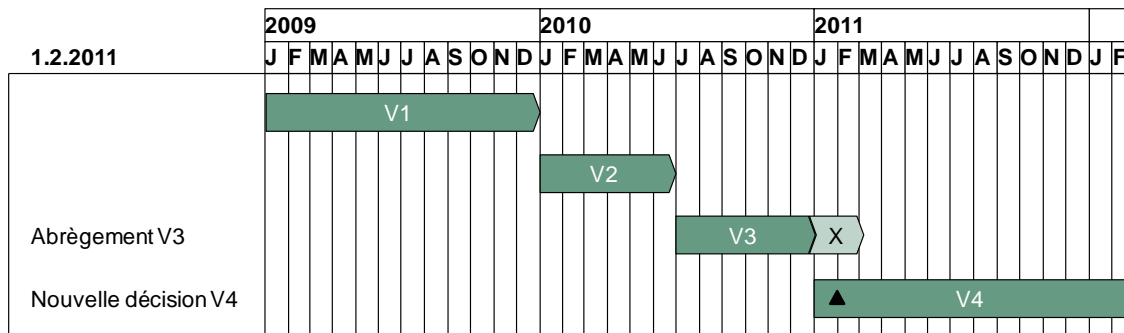 2009 2010 2011
1.2.2011 J F M A M J J A S O N D J F M A M J J A S O N D J F M A M J J A S O N D J F
V1
V2
Abrègement V3 V3 X
Nouvelle décision V4 V4